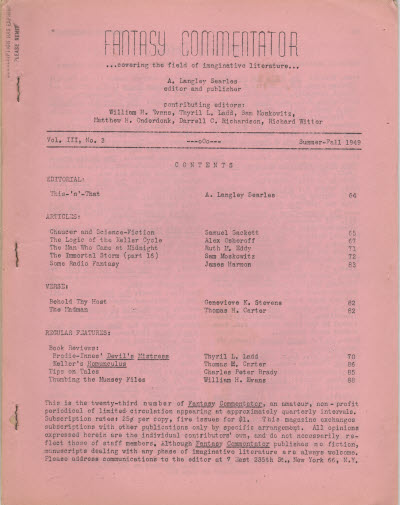 FANTASY COMMENTATOR
...covering the field of imaginative literature...
A. Langley Searles
editor and publisher
contributing editors:
William H. Evans, Thyril L. Ladd, Sam Moskowitz,
Matthew H. Onderdonk, Darrell C. Richardson, Richard Witter
Vol. III, No. 3 ---oOo--- Summer-Fall 1949
CONTENTS
EDITORIAL:
This-'n'-That A. Langley Searles 64
ARTICLES:
Chaucer and Science-Fiction Samuel Sackett 65
The Logic of the Keller Cycle Alex Osheroff 67
The Man Who Came at Midnight Ruth M. Eddy 71
The Immortal Storm (part 16) Sam Moskowitz 72
Some Radio Fantasy James Harmon 83
VERSE:
Behold Thy Host Genevieve K. Stevens 82
The Hatman Thomas H. Carter 82
REGULAR FEATURES:
Book Reviews:
Profie-Innes' Devil's Mistress Thyril L. Ladd 70
Keller's Homunculus Thomas H. Carter 86
Tips on Tales Charles Peter Brady 85
Thumbing the Munsey Files William H. Evans 88
This is the twenty-third number of Fantasy Commentator, an amateur, non-profit
periodical of limited circulation appearing at approximately quarterly intervals.
Subscription rates: 25¢ per copy, five issues for $1. This magazine exchanges
subscriptions with other publications only by specific arrangement. All opinions
expressed herein are the individual contributors' own, and do not necessarily re-
flect those of staff members. Although Fantasy Commentator publishes no fiction,
manuscripts dealing with any phase of imaginative literature are always welcome.
Please address communications to the editor at 7 East 235th St., New York 66, N.Y.